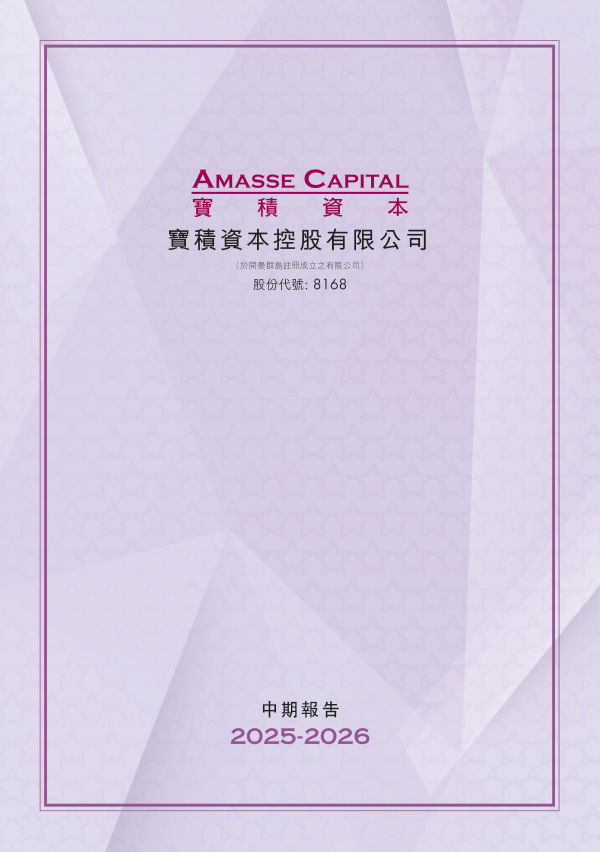 AMASSE CAPITAL
寶積資本
寶積資本控股有限公司
(於開曼群島註冊成立之有限公司)
股份代號: 8168
中期報告
2025-2026